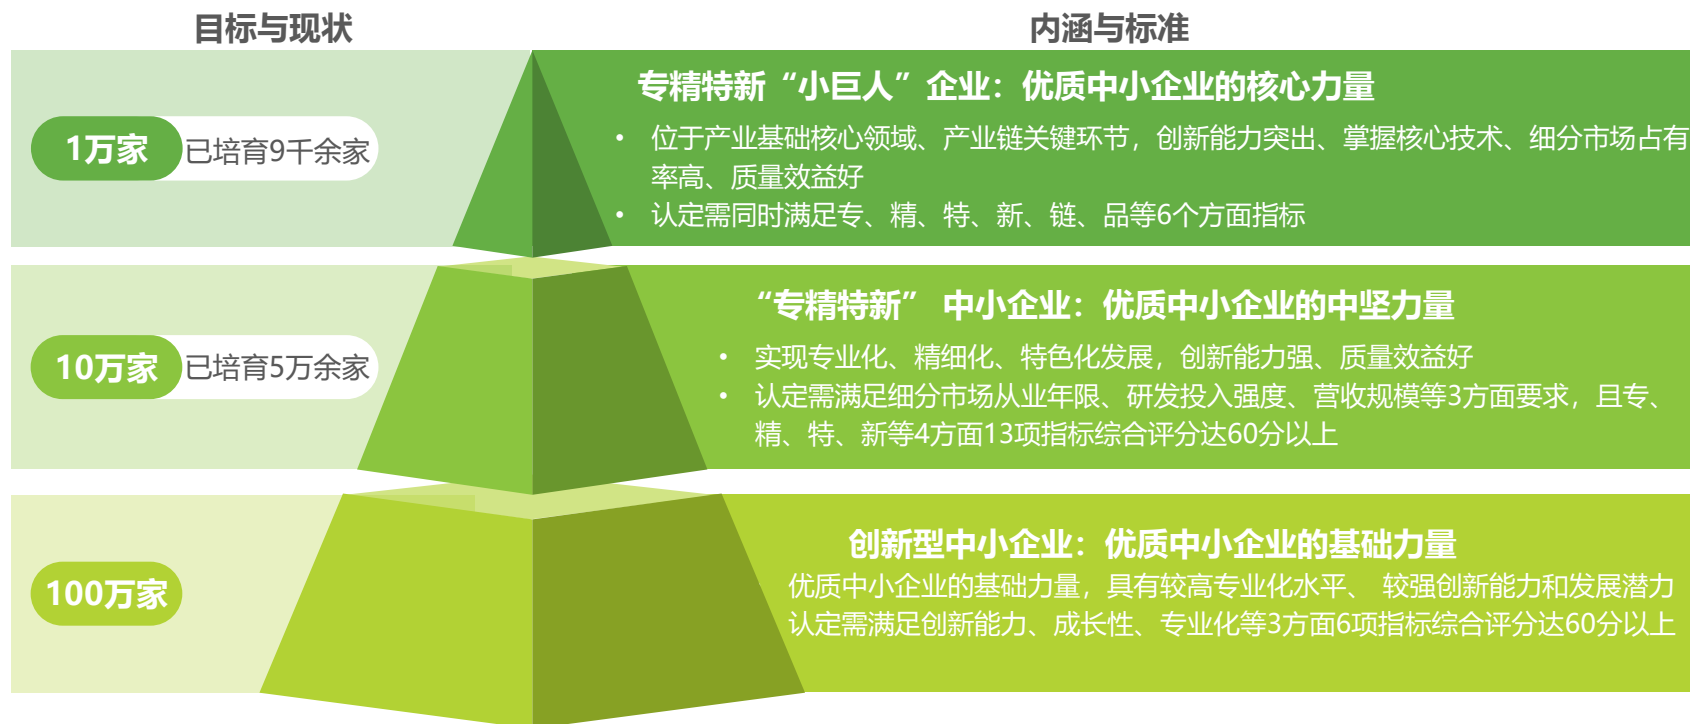 目标与现状
内涵与标准
专精特新“小巨人”企业：优质中小企业的核心力量
1万家
已培育9千余家
• 位于产业基础核心领域、产业链关键环节，创新能力突出、掌握核心技术、细分市场占有
率高、质量效益好
• 认定需同时满足专、精、特、新、链、品等6个方面指标
“专精特新” 中小企业：优质中小企业的中坚力量
10万家
已培育5万余家
• 实现专业化、精细化、特色化发展，创新能力强、质量效益好
• 认定需满足细分市场从业年限、研发投入强度、营收规模等3方面要求，且专、
精、特、新等4方面13项指标综合评分达60分以上
创新型中小企业：优质中小企业的基础力量
100万家
优质中小企业的基础力量，具有较高专业化水平、 较强创新能力和发展潜力
认定需满足创新能力、成长性、专业化等3方面6项指标综合评分达60分以上